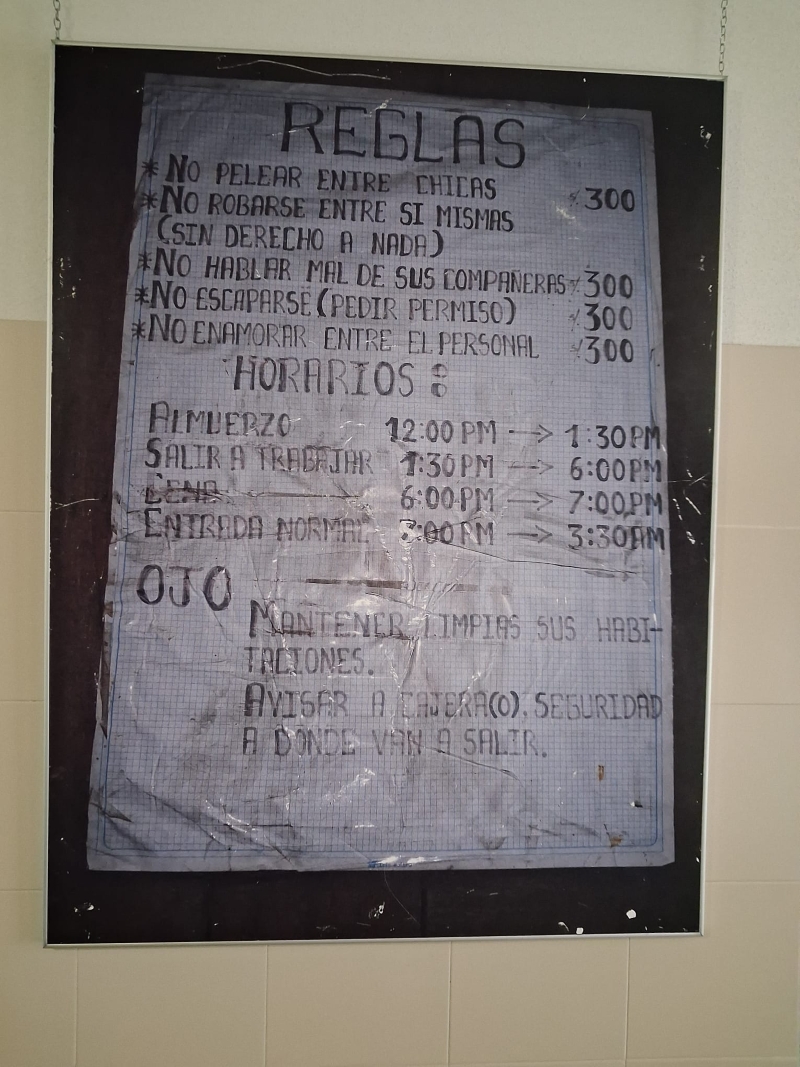 REGLAS
* NO PELEAR ENTRE CHICAS 300
* NO ROBARSE ENTRE SI MISMAS
(SIN DERECHO A NADA)
* NO HABLAR MAL DE SUS COMPAÑERAS 300
* NO ESCAPARSE (PEDIR PERMISO) 300
* NO ENAMORAR ENTRE EL PERSONAL 300
HORARIOS:
ALMUERZO 12:00 PM → 1:30 PM
SALIR A TRABAJAR 1:30 PM → 6:00 PM
CENA 6:00 PM → 7:00 PM
ENTRADA NORMAL → 3:30 AM
OJO
MANTENER LIMPIAS SUS HABI-
TACIONES.
AVISAR A CAJERA(O), SEGURIDAD
A DONDE VAN A SALIR.